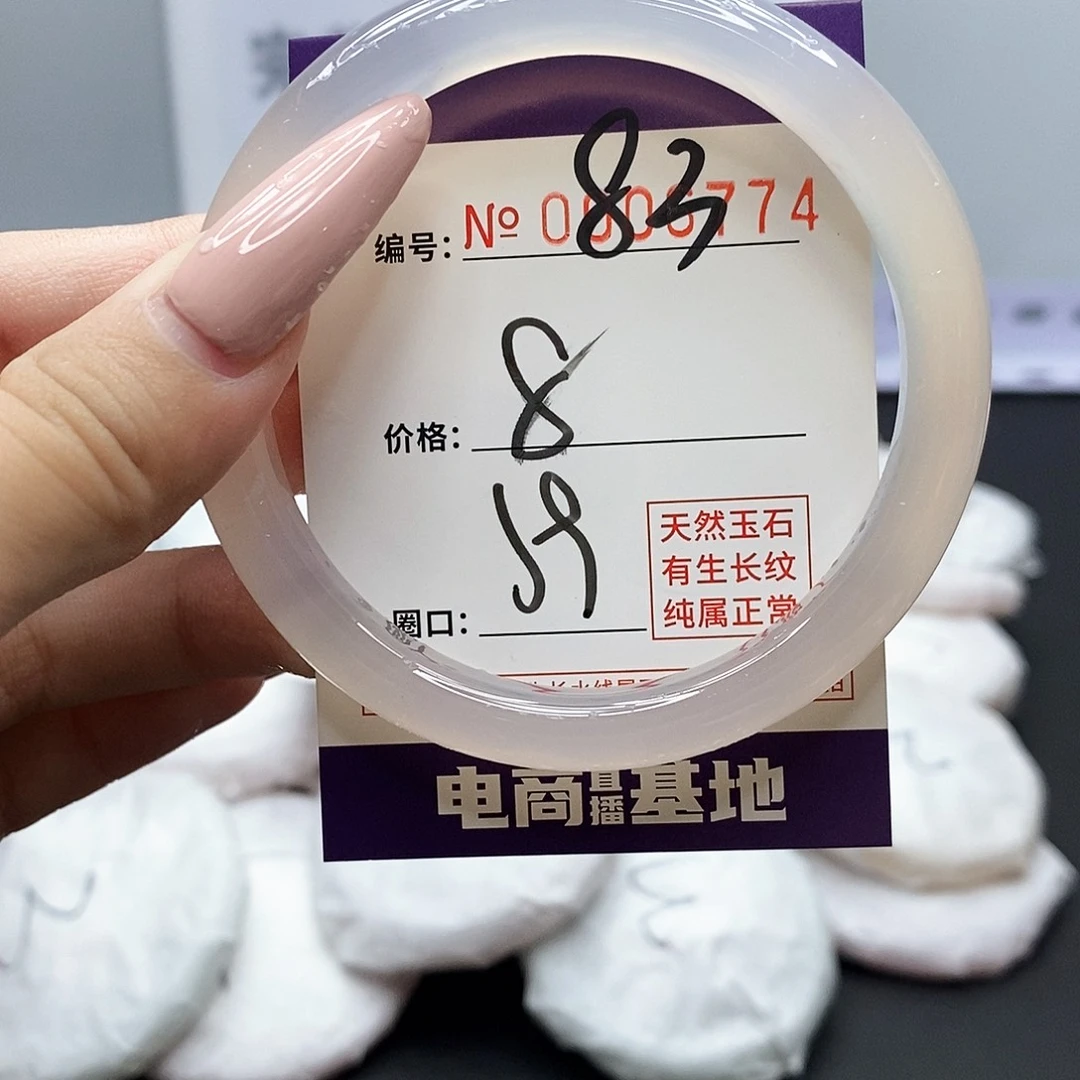 83
编号: № 0006774
价格: 8
圈口: 59
天然玉石
有生长纹
纯属正常
电商直播基地